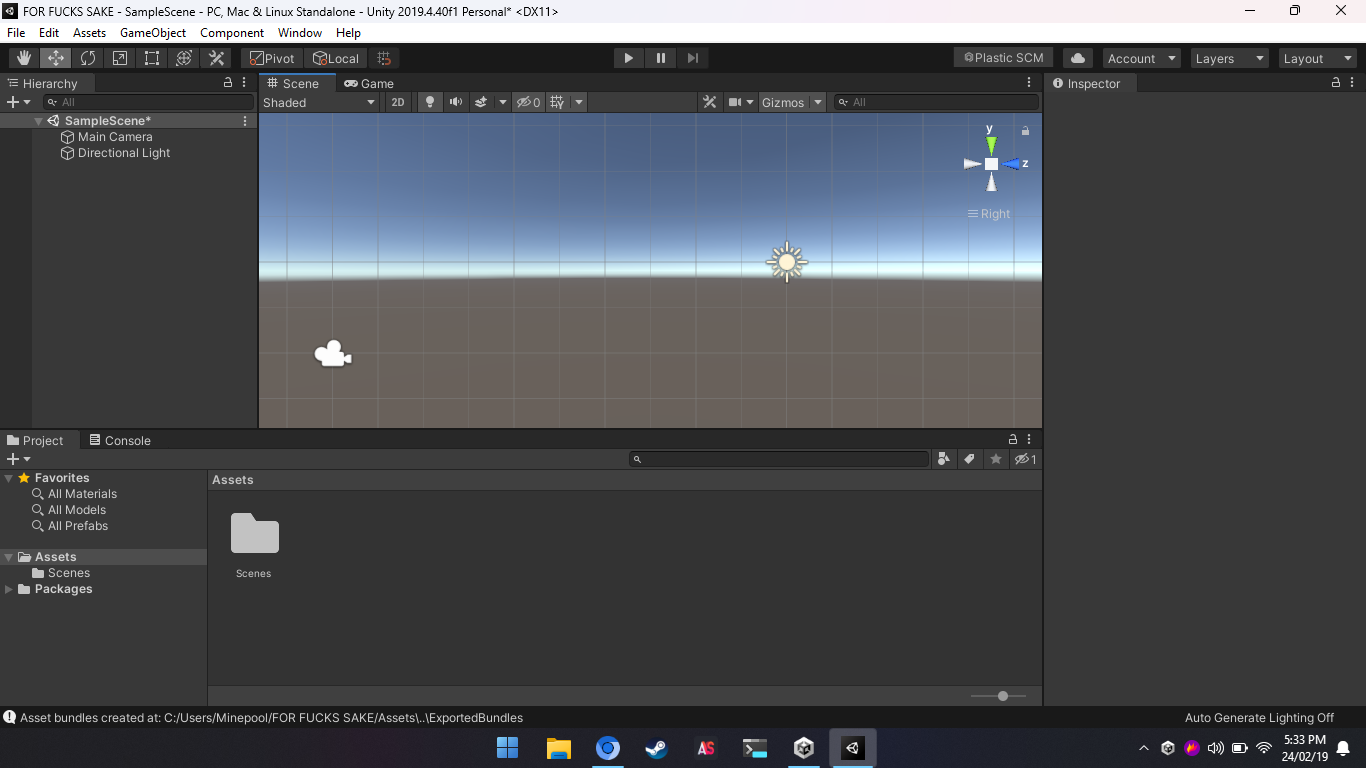 FOR FUCKS SAKE - SampleScene - PC, Mac & Linux Standalone - Unity 2019.4.40f1 Personal* <DX11>
File Edit Assets GameObject Component Window Help
Pivot Local Plastic SCM Account Layers Layout
Hierarchy Scene Game Inspector
All Shaded 2D 0 Gizmos All
SampleScene*
Main Camera
Directional Light
y
z
Right
Project Console
1
Favorites Assets
All Materials
All Models
All Prefabs
Assets
Scenes
Packages
Scenes
Asset bundles created at: C:/Users/Minepool/FOR FUCKS SAKE/Assets\..\ExportedBundles Auto Generate Lighting Off
AS
5:33 PM
24/02/19